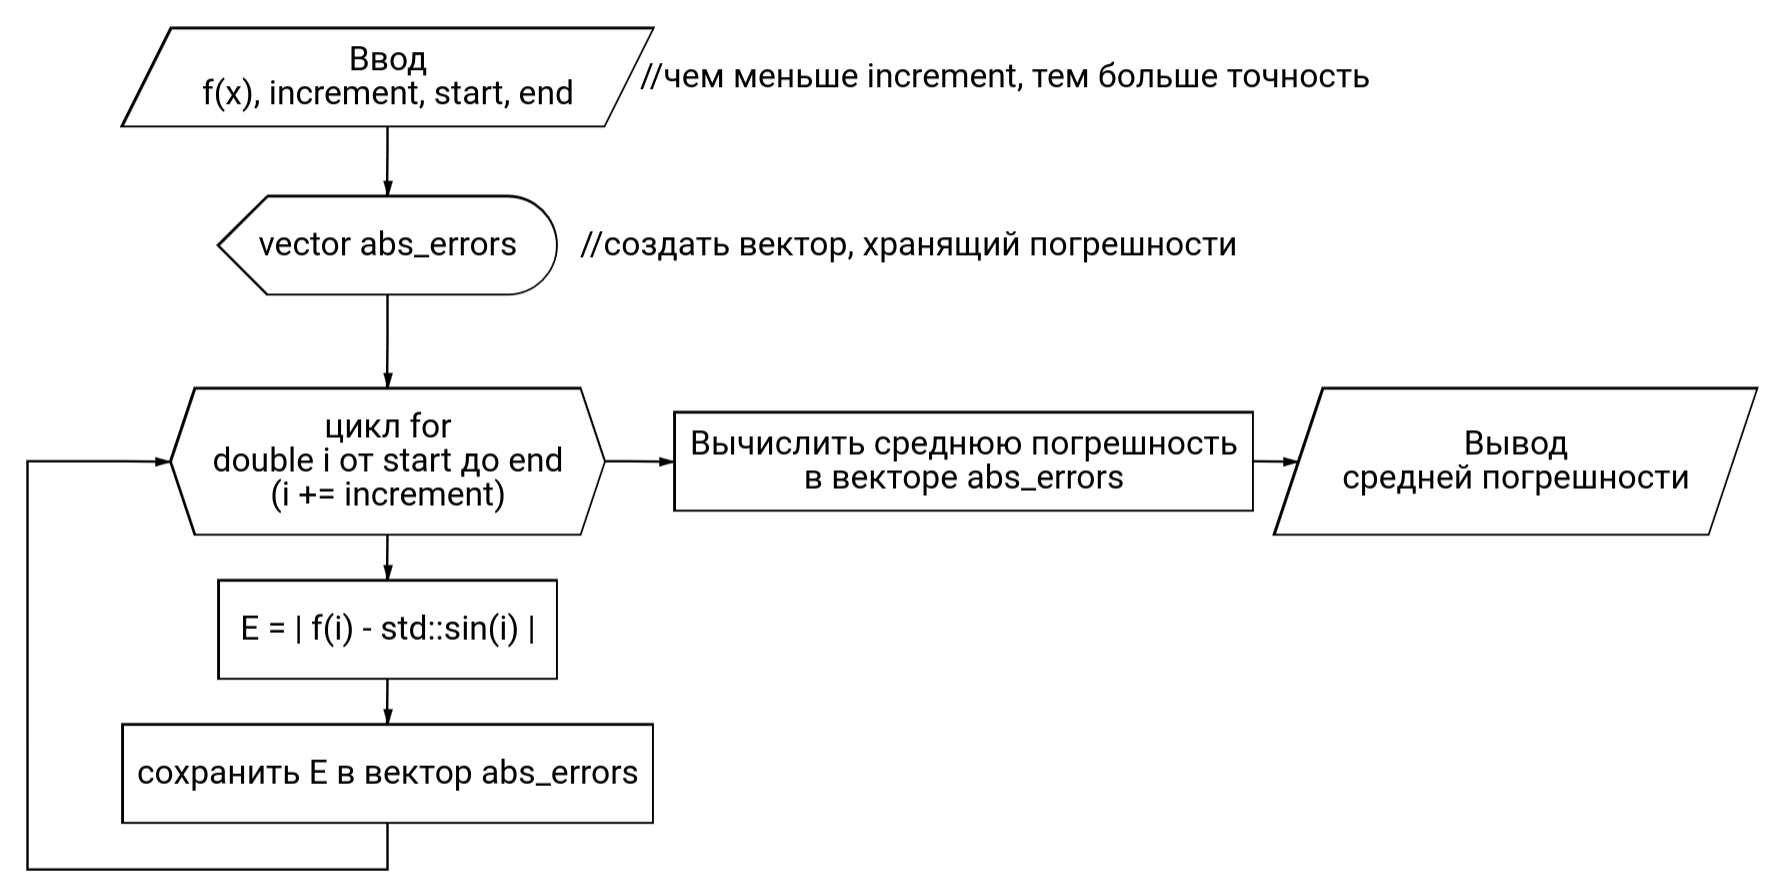 Ввод
f(x), increment, start, end
//чем меньше increment, тем больше точность
vector abs_errors
//создать вектор, хранящий погрешности
цикл for
double i от start до end
(i += increment)
Вычислить среднюю погрешность
в векторе abs_errors
Вывод
средней погрешности
E = | f(i) - std::sin(i) |
сохранить E в вектор abs_errors